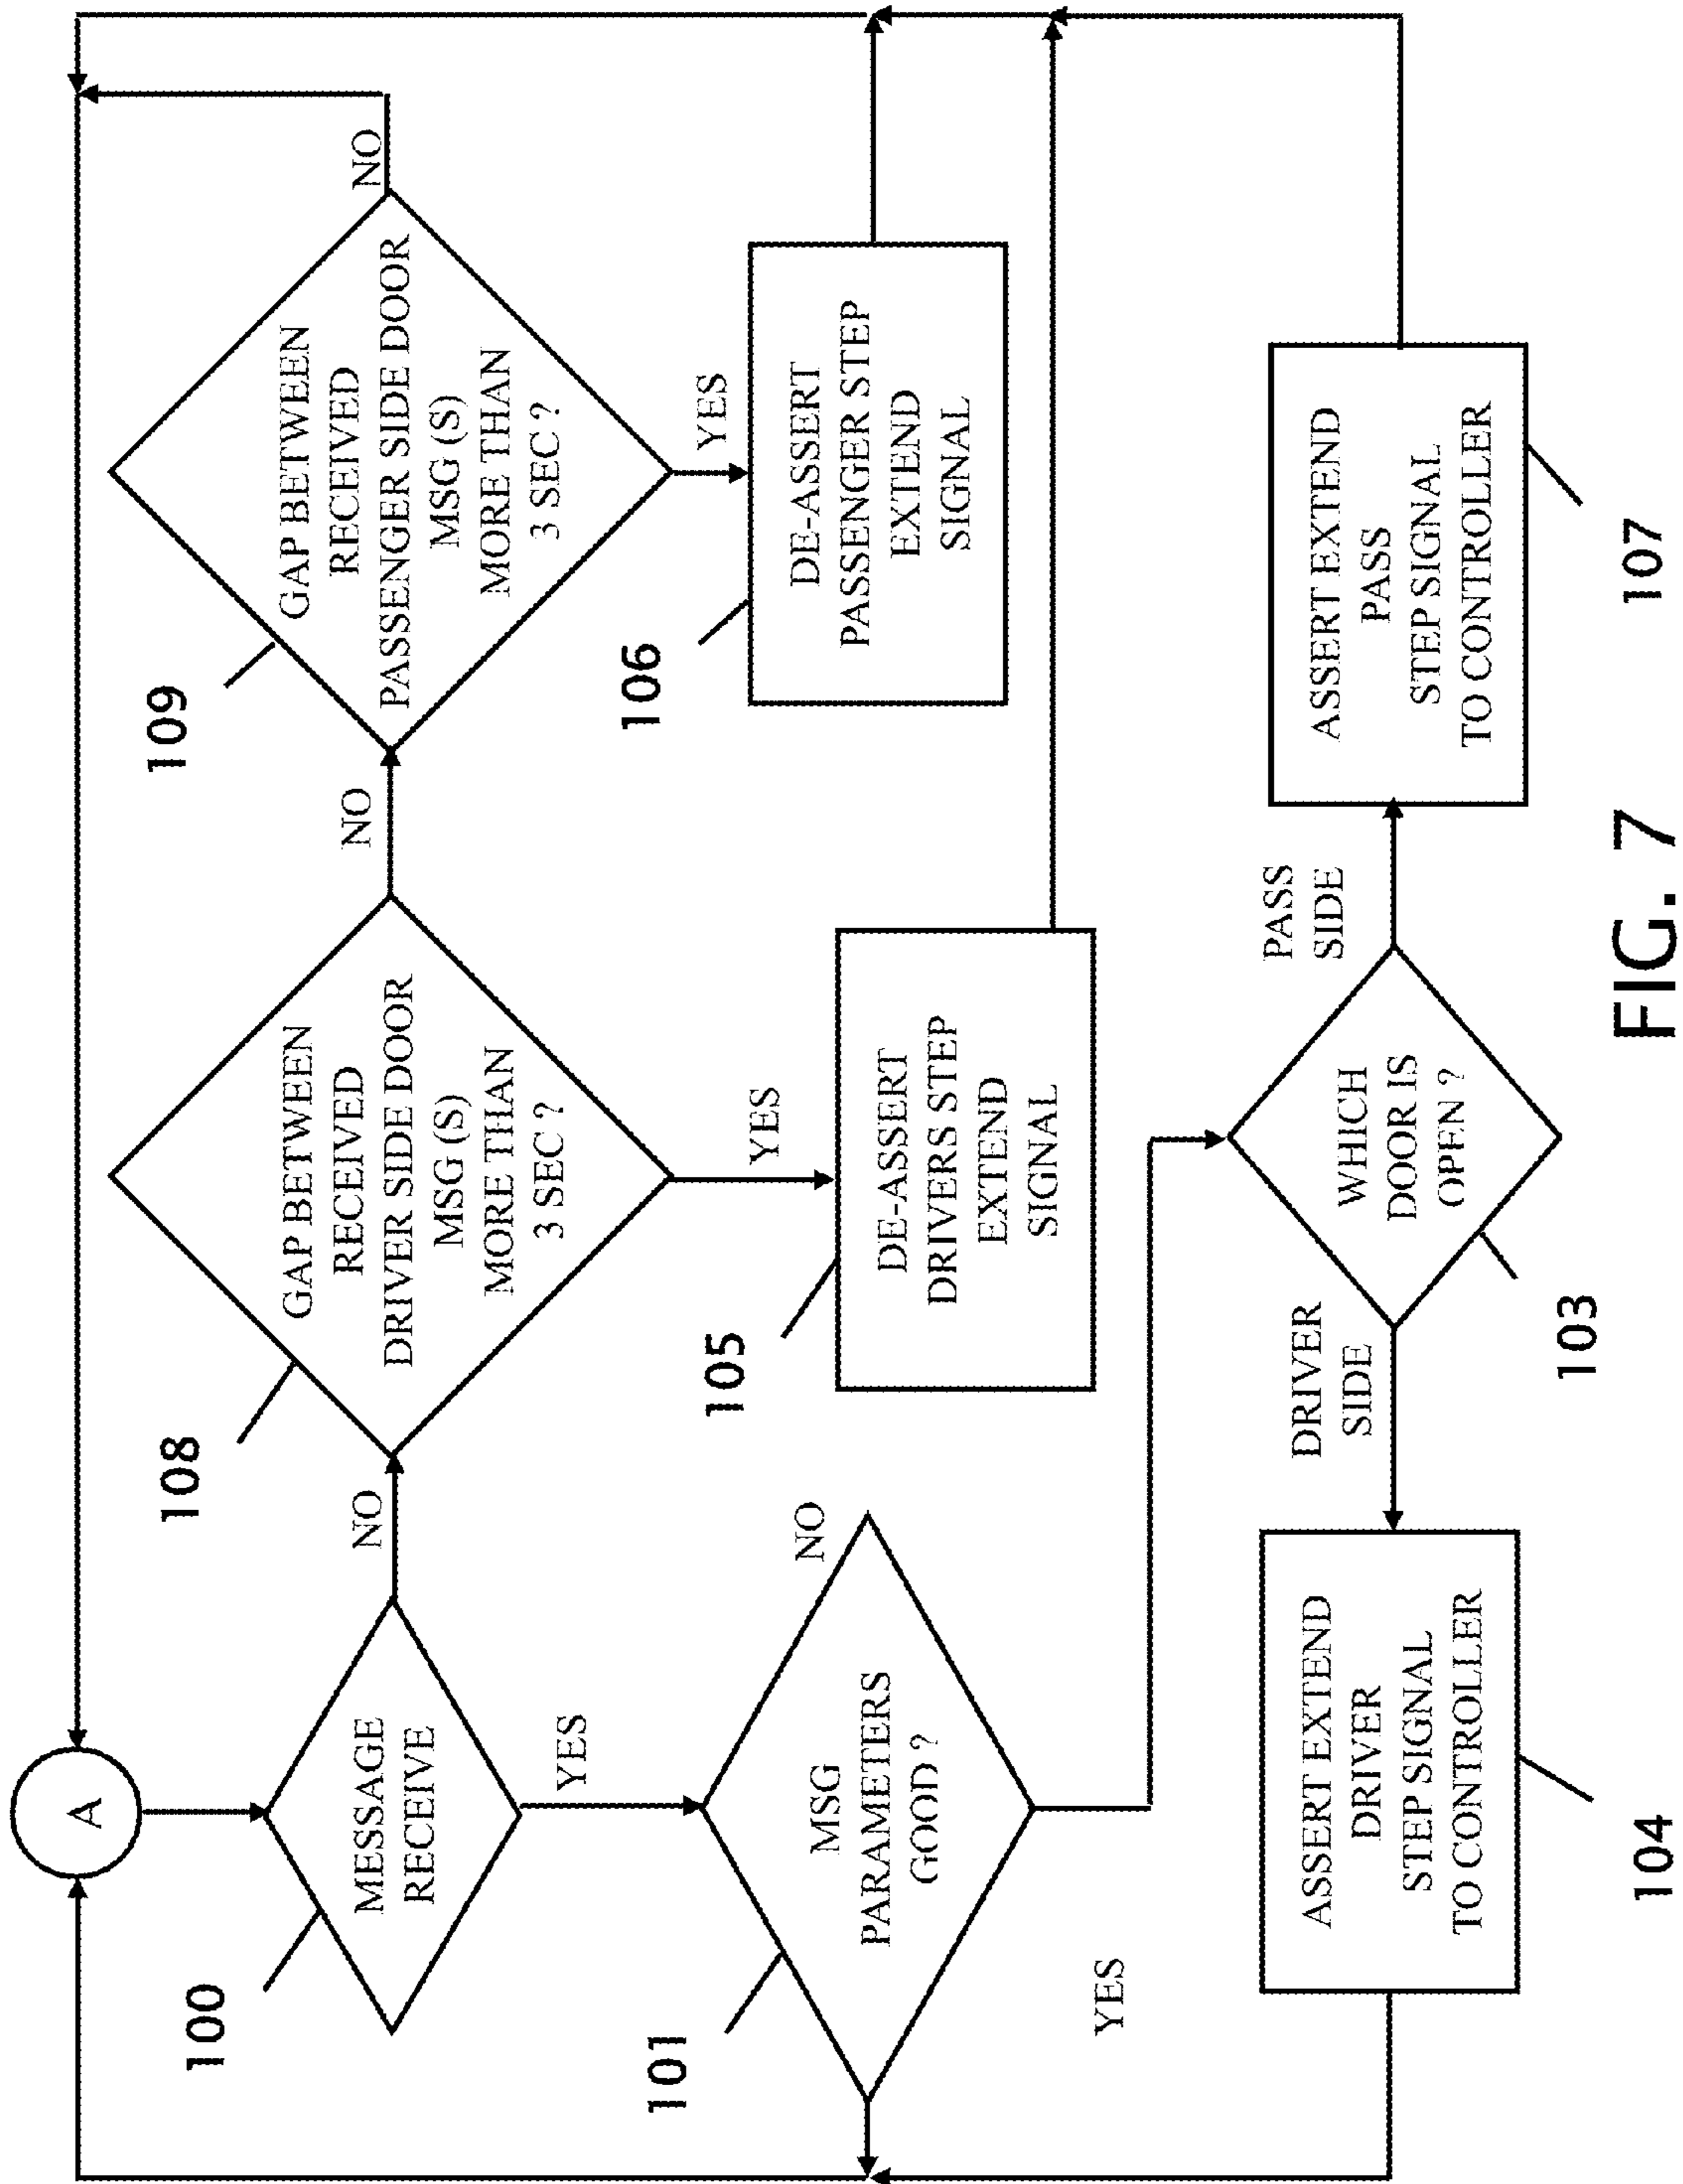 A
100
MESSAGE
RECEIVE
NO
YES
108
GAP BETWEEN
RECEIVED
DRIVER SIDE DOOR
MSG (S)
MORE THAN
3 SEC ?
NO
YES
109
GAP BETWEEN
RECEIVED
PASSENGER SIDE DOOR
MSG (S)
MORE THAN
3 SEC ?
NO
YES
101
MSG
PARAMETERS
GOOD ?
NO
YES
105
DE-ASSERT
DRIVERS STEP
EXTEND
SIGNAL
106
DE-ASSERT
PASSENGER STEP
EXTEND
SIGNAL
104
ASSERT EXTEND
DRIVER
STEP SIGNAL
TO CONTROLLER
DRIVER
SIDE
103
WHICH
DOOR IS
OPEN ?
PASS
SIDE
ASSERT EXTEND
PASS
STEP SIGNAL
TO CONTROLLER
107
FIG. 7